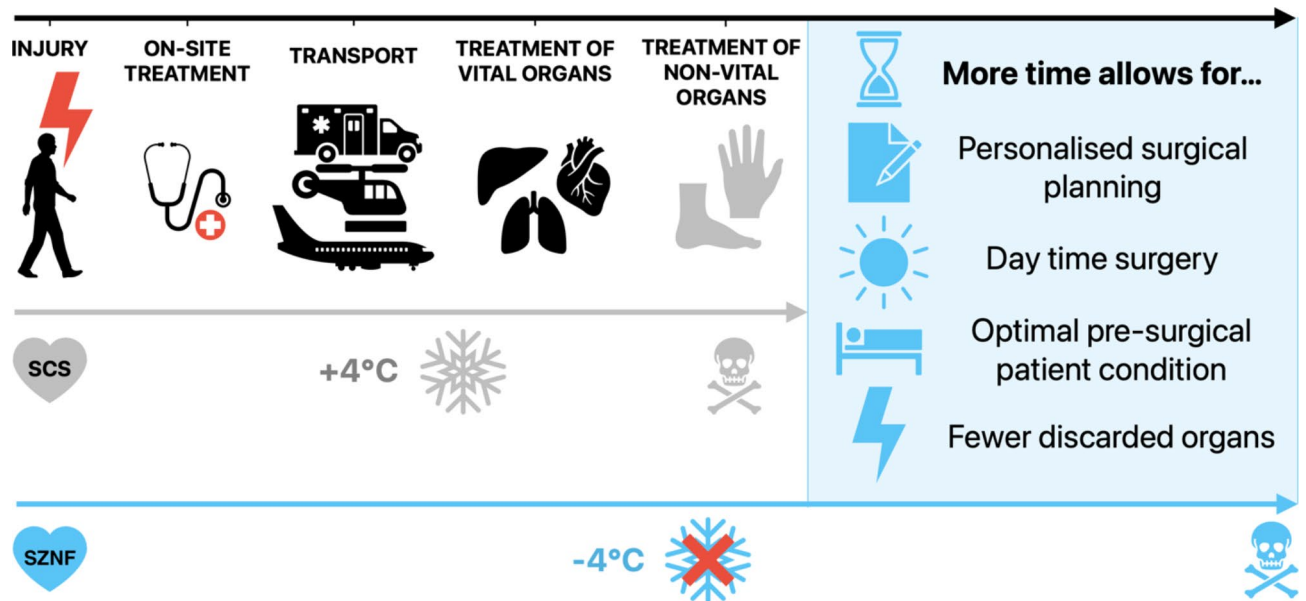 INJURY
ON-SITE
TREATMENT
TRANSPORT
TREATMENT OF
VITAL ORGANS
TREATMENT OF
NON-VITAL
ORGANS
More time allows for...
Personalised surgical
planning
Day time surgery
Optimal pre-surgical
patient condition
Fewer discarded organs
SCS
+4°C
SZNF
-4°C